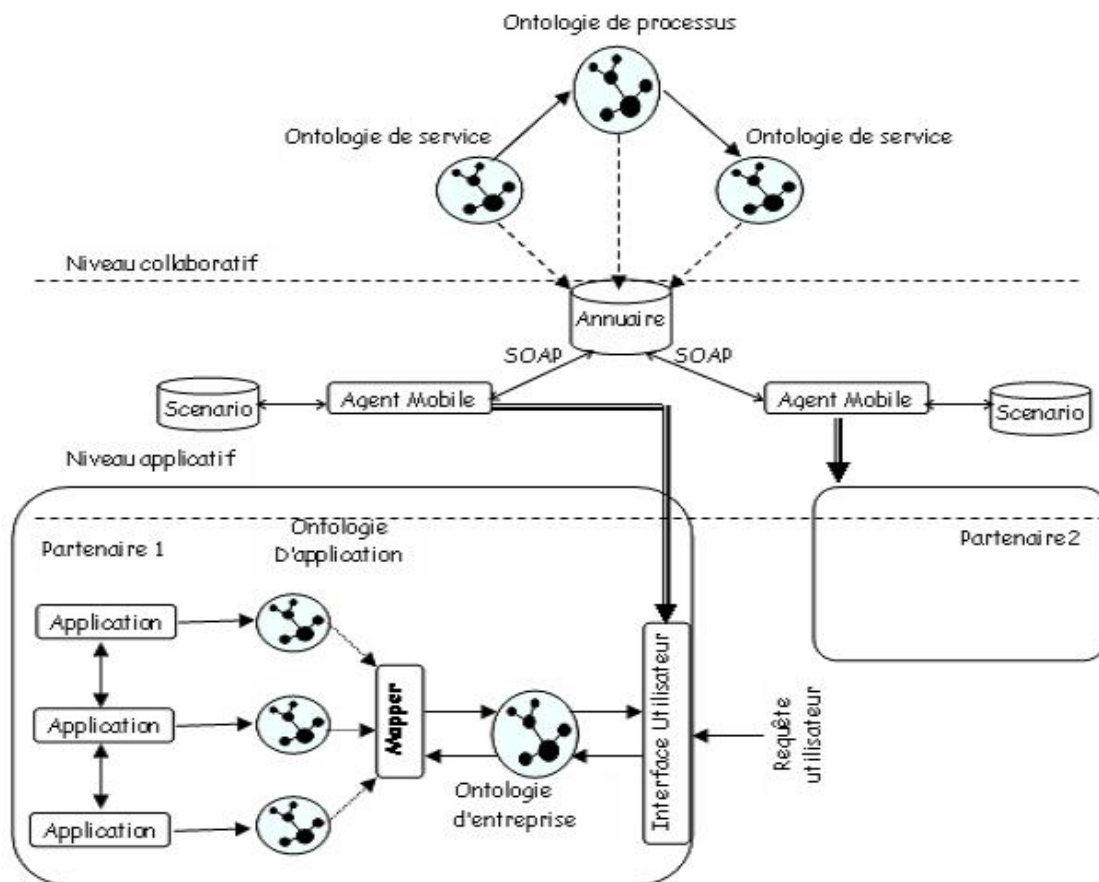 Ontologie de processus
Ontologie de service
Ontologie de service
Niveau collaboratif
Annuaire
SOAP
SOAP
Scenario
Agent Mobile
Agent Mobile
Scenario
Niveau applicatif
Partenaire 1
Ontologie
D'application
Partenaire2
Application
Application
Application
Mapper
Ontologie
d'entreprise
Interface Utilisateur
Requête
utilisateur